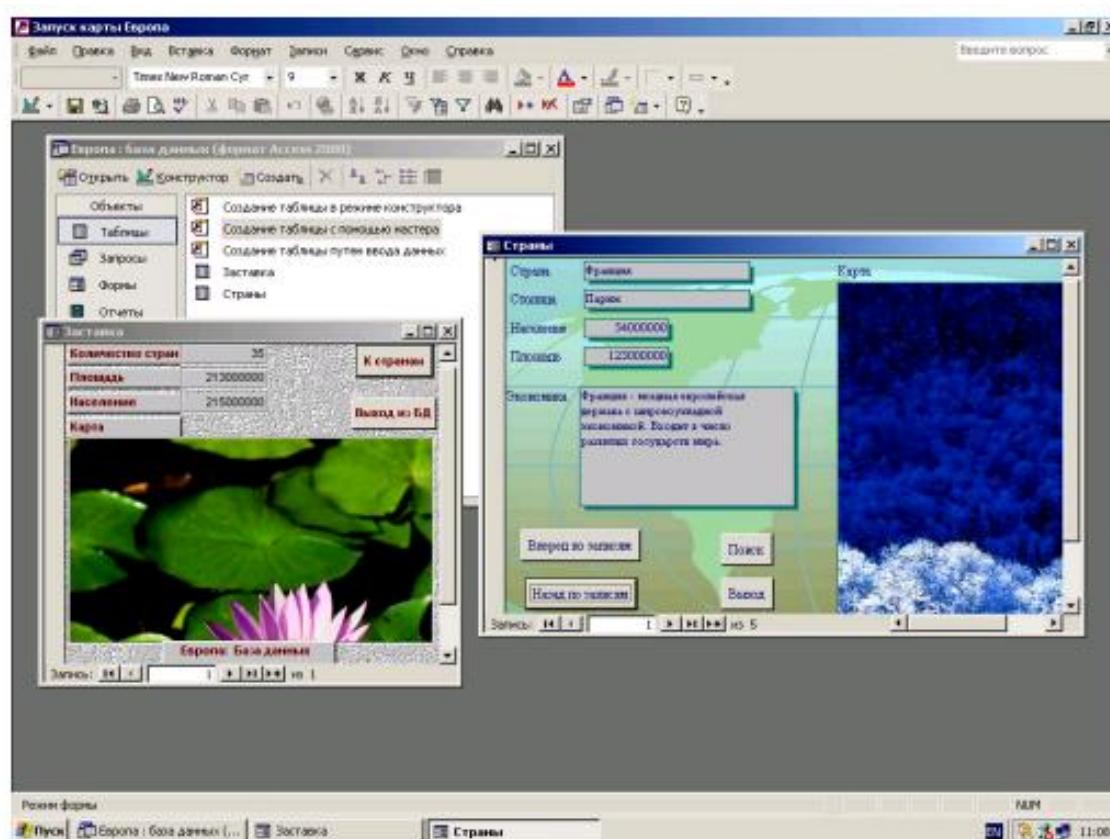 Запуск карты Европа
Файл Правка Вид Вставка Формат Записи Сервис Окно Справка
Введите вопрос
Times New Roman Cyr 9 Ж К Ч
Европа : база данных (формат Access 2000)
Открыть Конструктор Создать
Объекты
Таблицы
Запросы
Формы
Отчеты
Создание таблицы в режиме конструктора
Создание таблицы с помощью мастера
Создание таблицы путем ввода данных
Заставка
Страны
Заставка
Количество стран 35
Площадь 213000000
Население 215000000
Карта
К странам
Выход из БД
Европа: База данных
Запись: 1 из 1
Страны
Страна Франция
Столица Париж
Население 54000000
Площадь 123000000
Экономика
Франция - мощная европейская
держава с широкоукладной
экономикой. Входит в число
развитых государств мира.
Карта
Вперед по записям
Поиск
Назад по записям
Выход
Запись: 1 из 5
Режим формы
NUM
Пуск
Европа : база данных (...
Заставка
Страны
EN
11:00